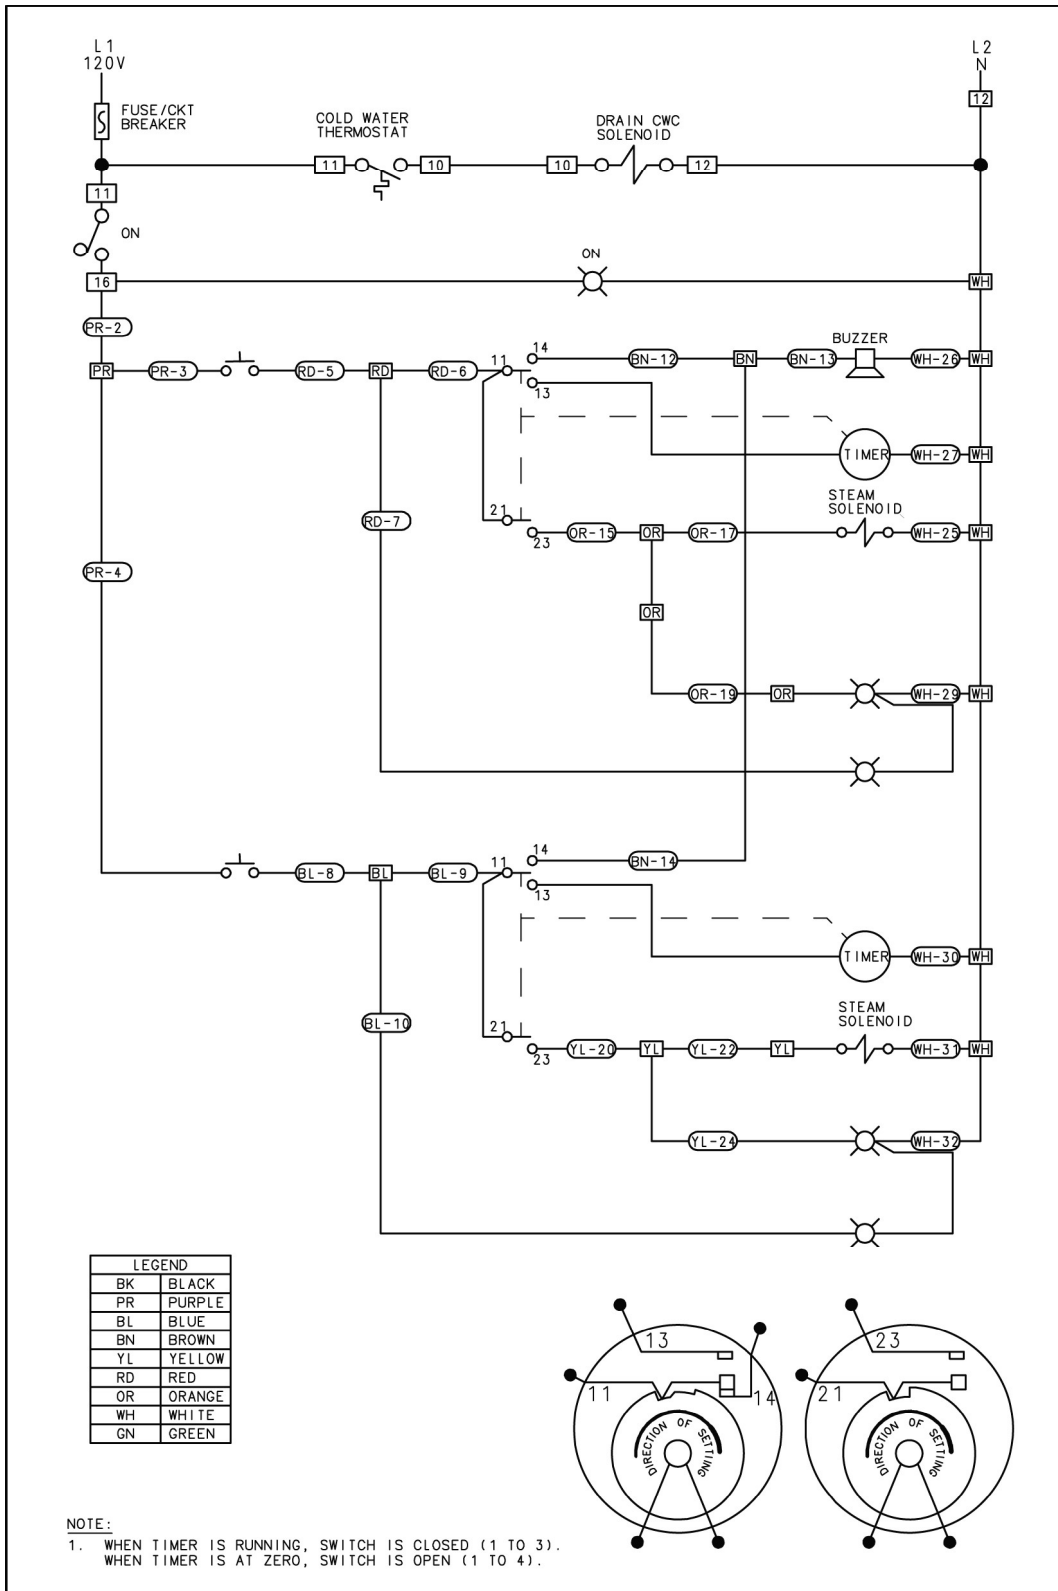 L1
120V
L2
N
12
FUSE/CKT
BREAKER
COLD WATER
THERMOSTAT
DRAIN CWC
SOLENOID
11
10
10
12
11
ON
16
ON
WH
PR-2
PR
PR-3
RD-5
RD
RD-6
11
14
13
BN-12
BN
BN-13
BUZZER
WH-26
WH
TIMER
WH-27
WH
STEAM
SOLENOID
RD-7
21
23
OR-15
OR
OR-17
WH-25
WH
PR-4
OR
OR-19
OR
WH-29
WH
BL-8
BL
BL-9
11
14
13
BN-14
TIMER
WH-30
WH
STEAM
SOLENOID
BL-10
21
23
YL-20
YL
YL-22
YL
WH-31
WH
YL-24
WH-32
LEGEND
BK BLACK
PR PURPLE
BL BLUE
BN BROWN
YL YELLOW
RD RED
OR ORANGE
WH WHITE
GN GREEN
13
11
14
DIRECTION OF SETTING
23
21
DIRECTION OF SETTING
NOTE:
1. WHEN TIMER IS RUNNING, SWITCH IS CLOSED (1 TO 3).
WHEN TIMER IS AT ZERO, SWITCH IS OPEN (1 TO 4).